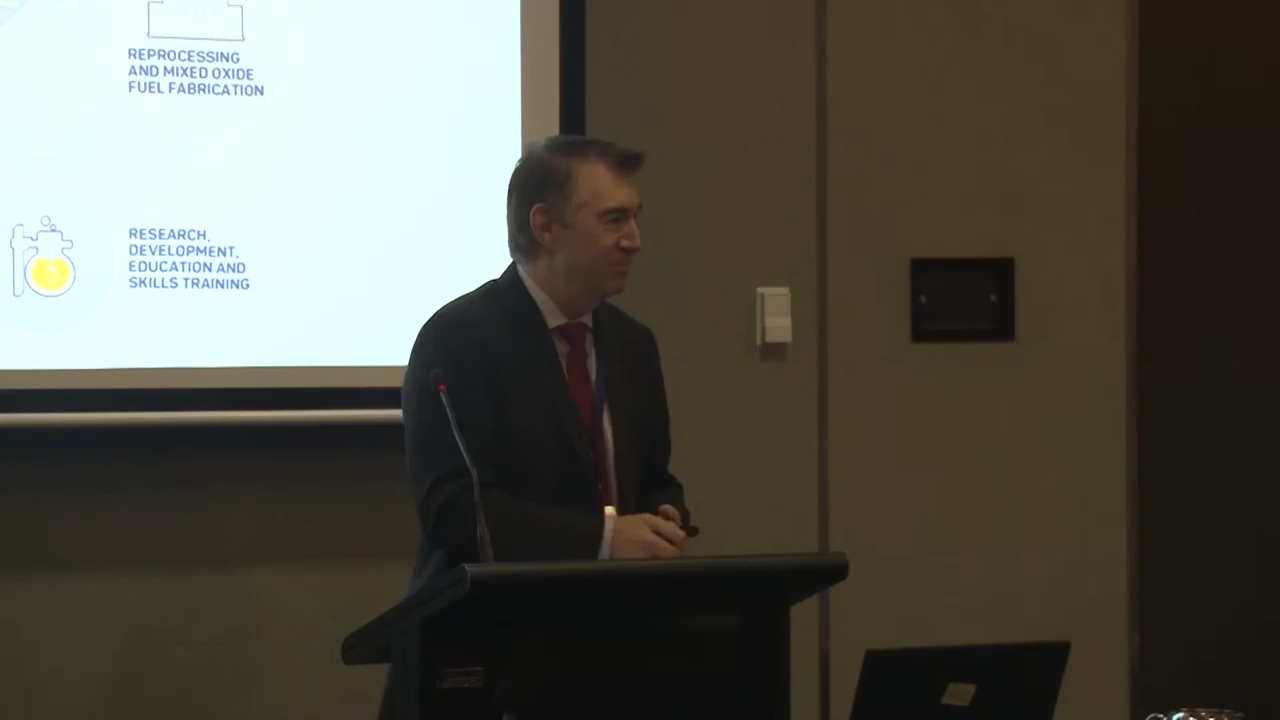 REPROCESSING
AND MIXED OXIDE
FUEL FABRICATION
RESEARCH,
DEVELOPMENT,
EDUCATION AND
SKILLS TRAINING